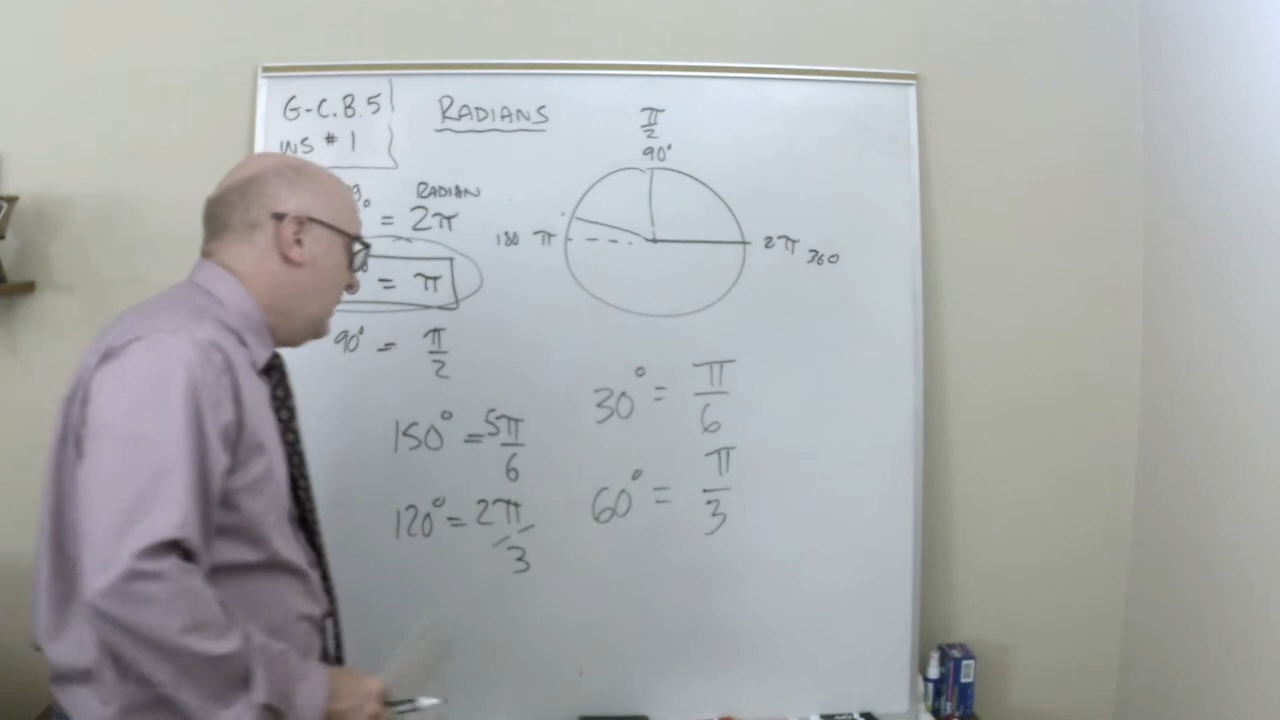 G-C.B.5
WS # 1
RADIANS
RADIAN
° = 2π
° = π
90° = π/2
150° = 5π/6
120° = 2π/3
π/2
90°
180 π
2π 360
30° = π/6
60° = π/3